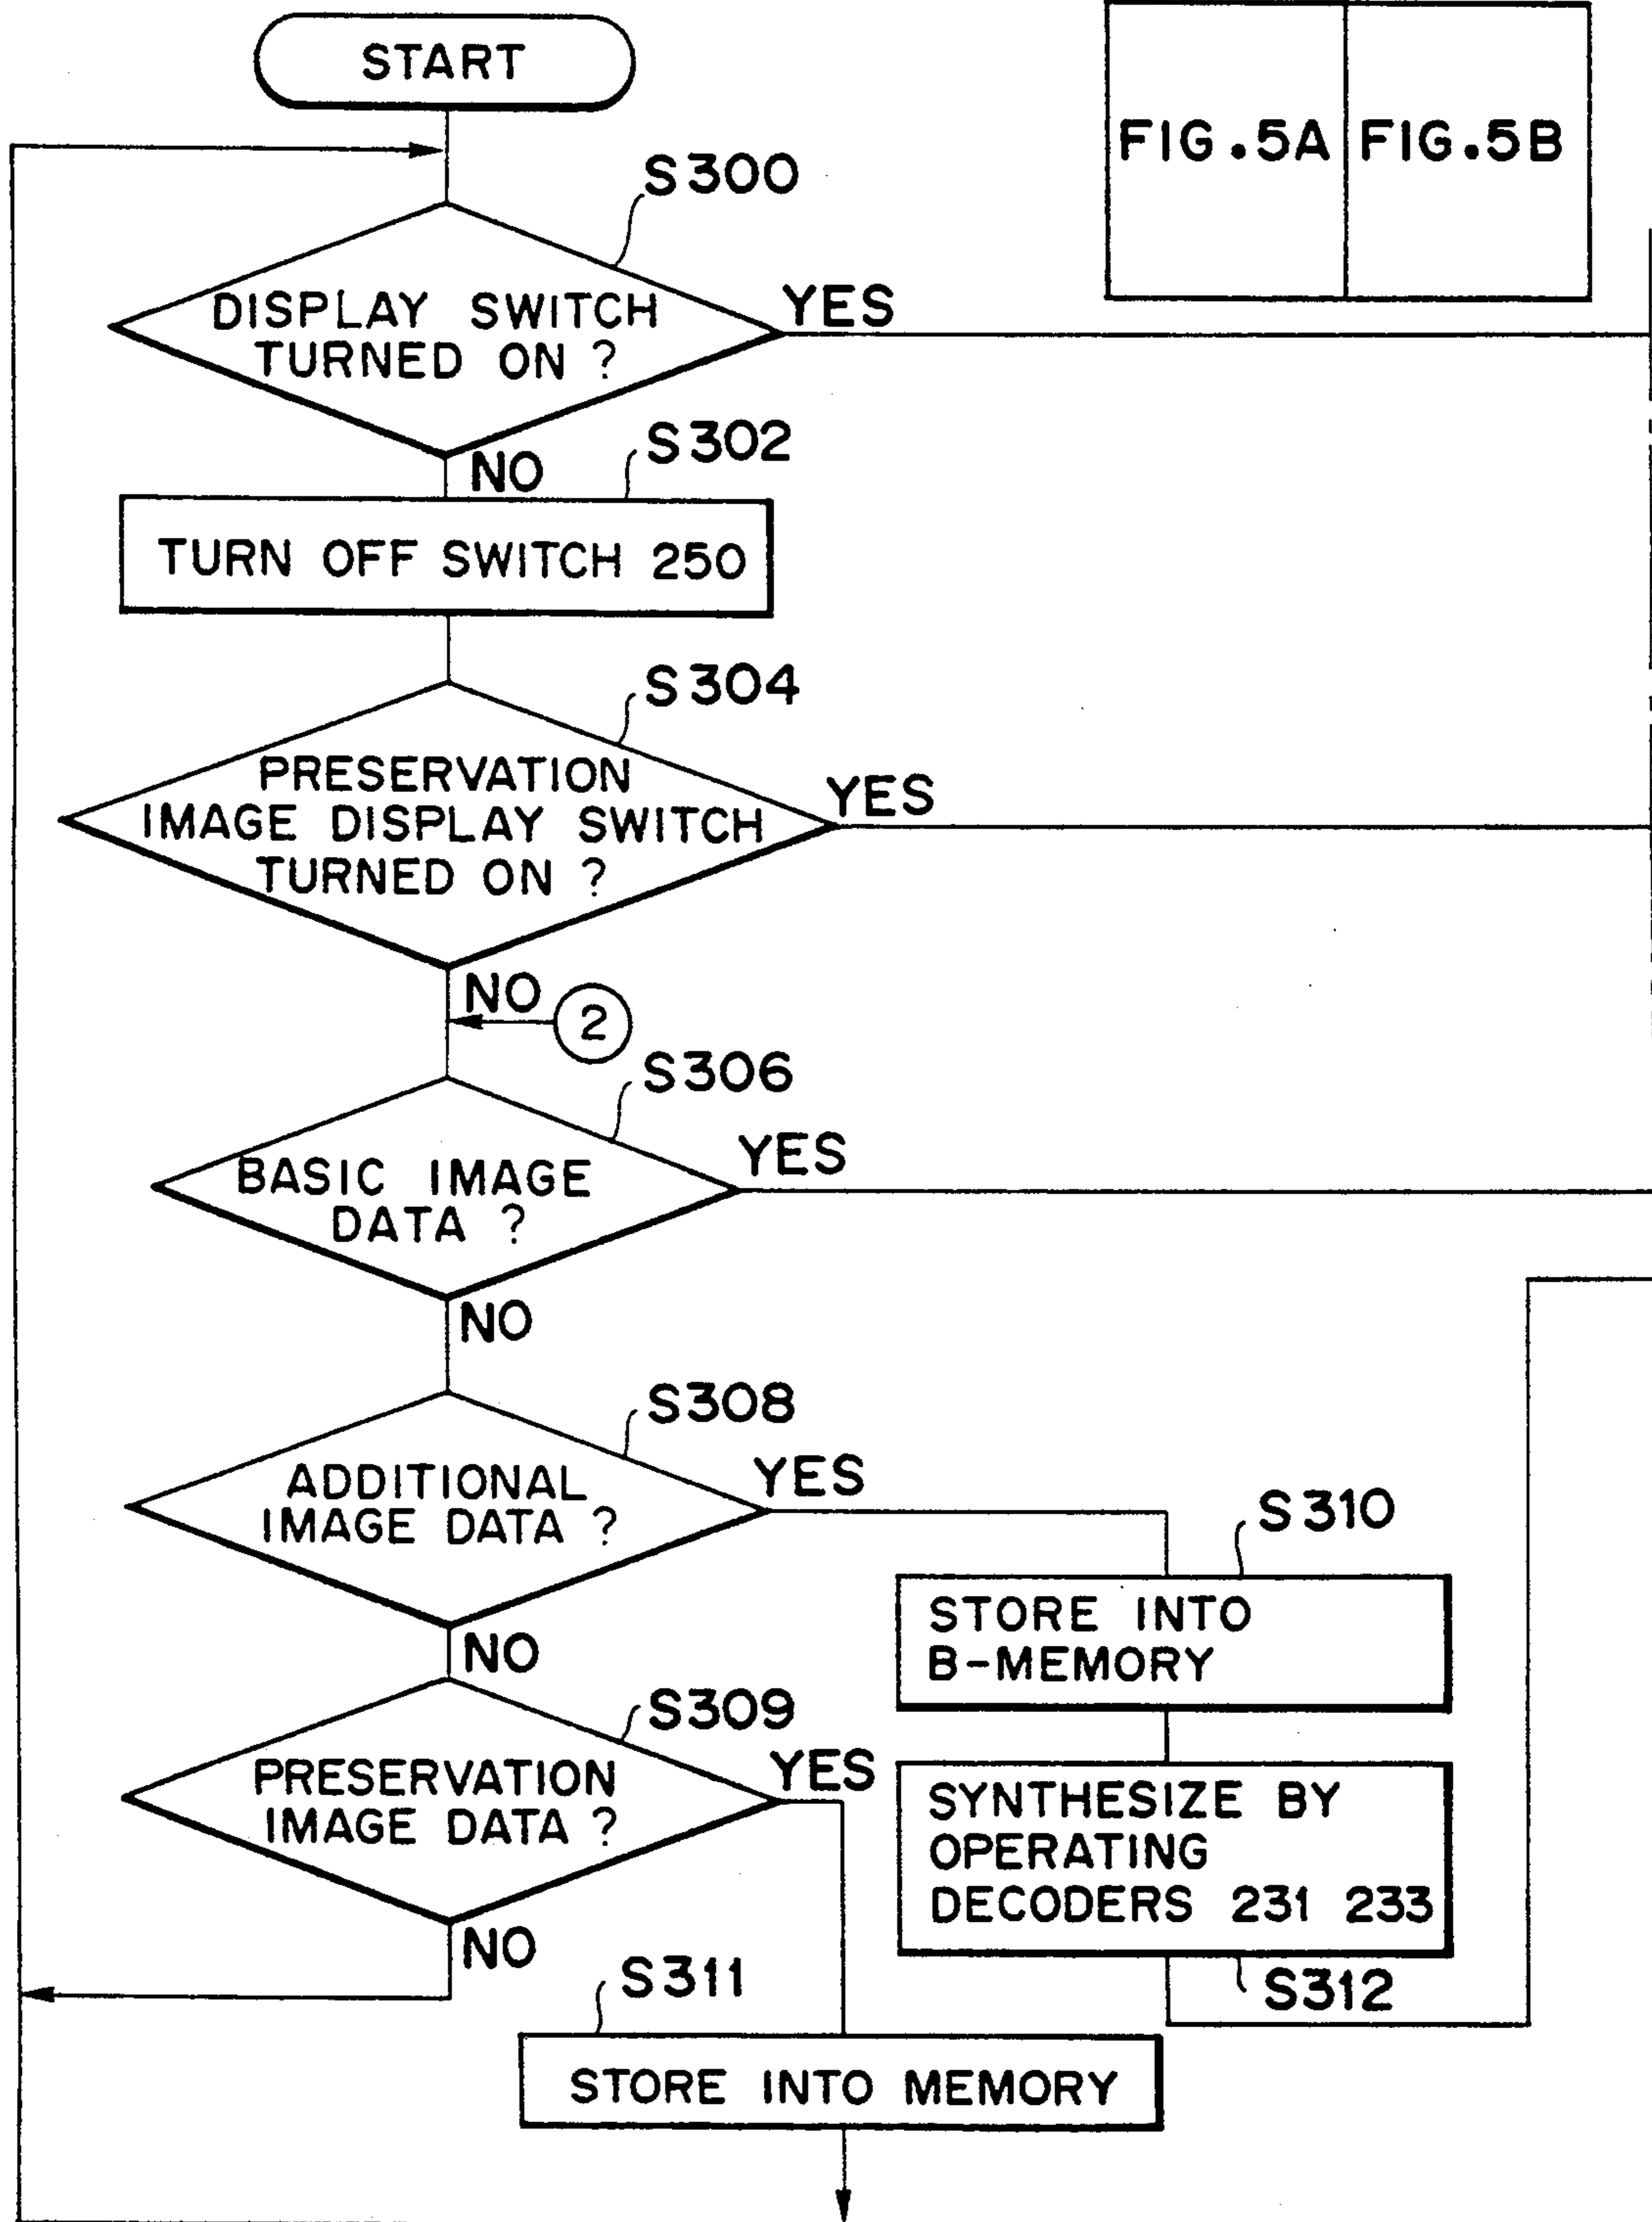 START
FIG.5A
FIG.5B
S300
DISPLAY SWITCH
TURNED ON ?
YES
NO
S302
TURN OFF SWITCH 250
S304
PRESERVATION
IMAGE DISPLAY SWITCH
TURNED ON ?
YES
NO
2
S306
BASIC IMAGE
DATA ?
YES
NO
S308
ADDITIONAL
IMAGE DATA ?
YES
NO
S310
STORE INTO
B-MEMORY
S309
PRESERVATION
IMAGE DATA ?
YES
NO
SYNTHESIZE BY
OPERATING
DECODERS 231 233
S312
S311
STORE INTO MEMORY